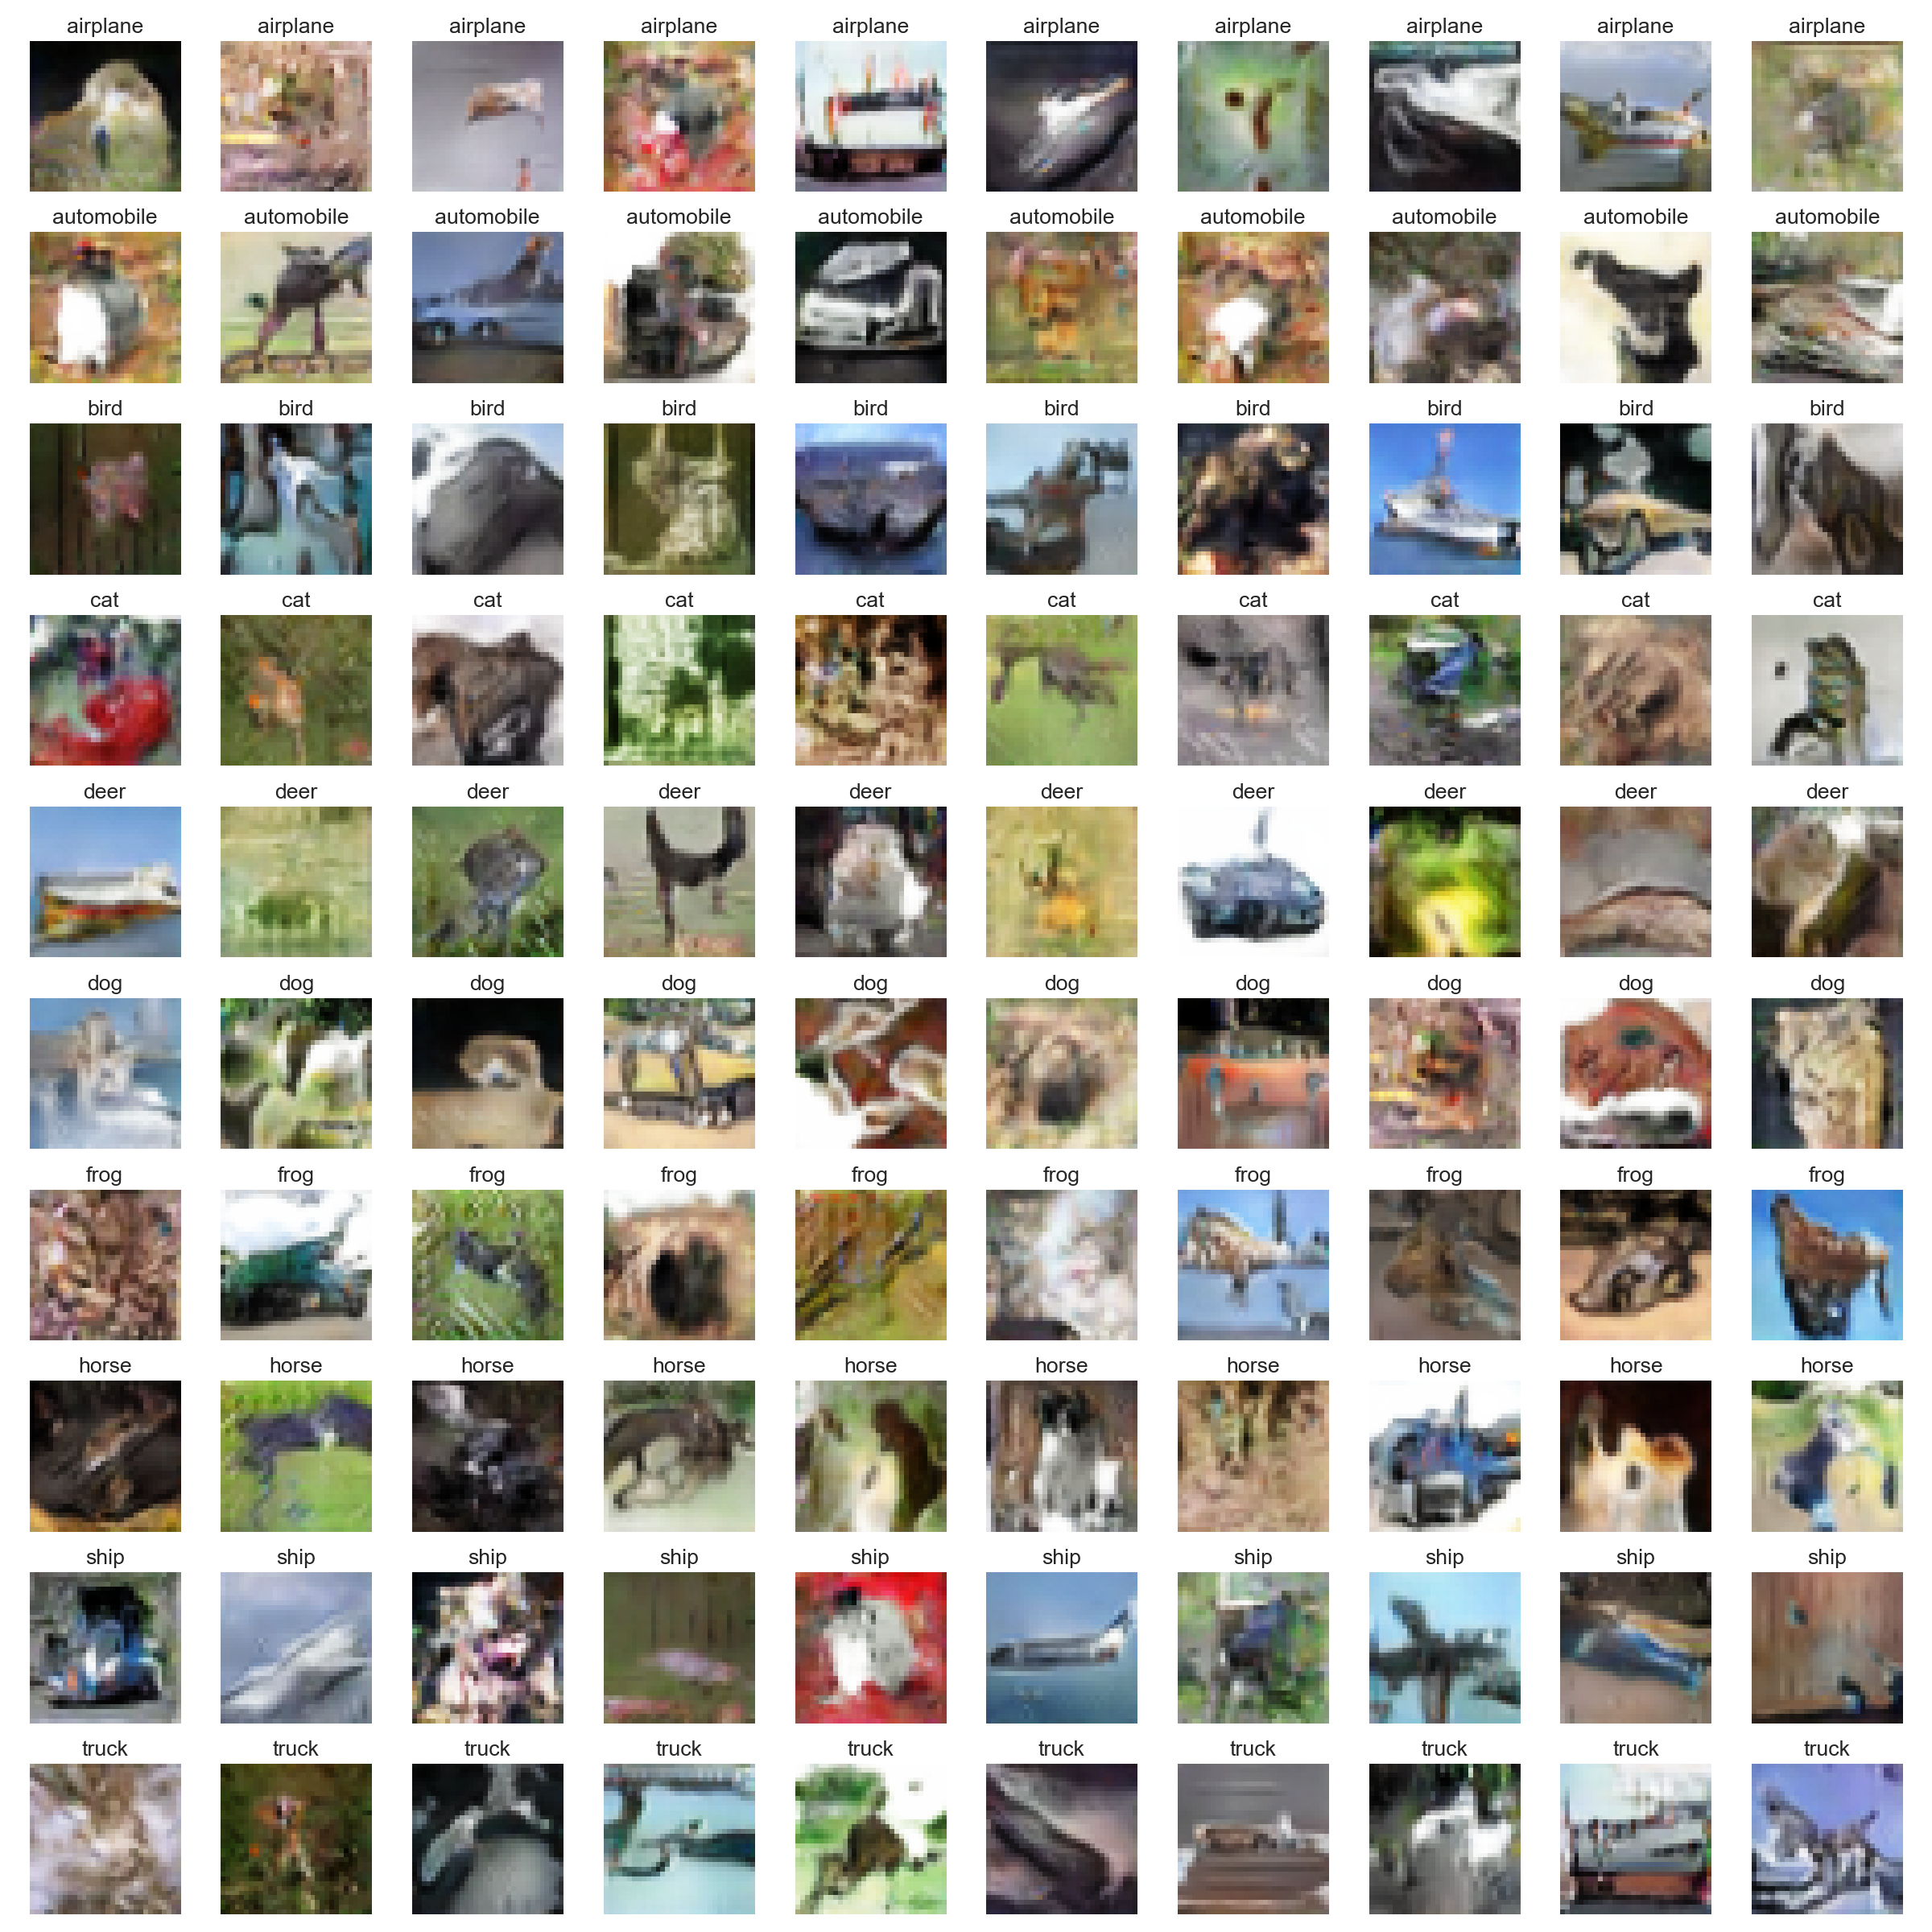 airplane airplane airplane airplane airplane airplane airplane airplane airplane airplane
automobile automobile automobile automobile automobile automobile automobile automobile automobile automobile
bird bird bird bird bird bird bird bird bird bird
cat cat cat cat cat cat cat cat cat cat
deer deer deer deer deer deer deer deer deer deer
dog dog dog dog dog dog dog dog dog dog
frog frog frog frog frog frog frog frog frog frog
horse horse horse horse horse horse horse horse horse horse
ship ship ship ship ship ship ship ship ship ship
truck truck truck truck truck truck truck truck truck truck